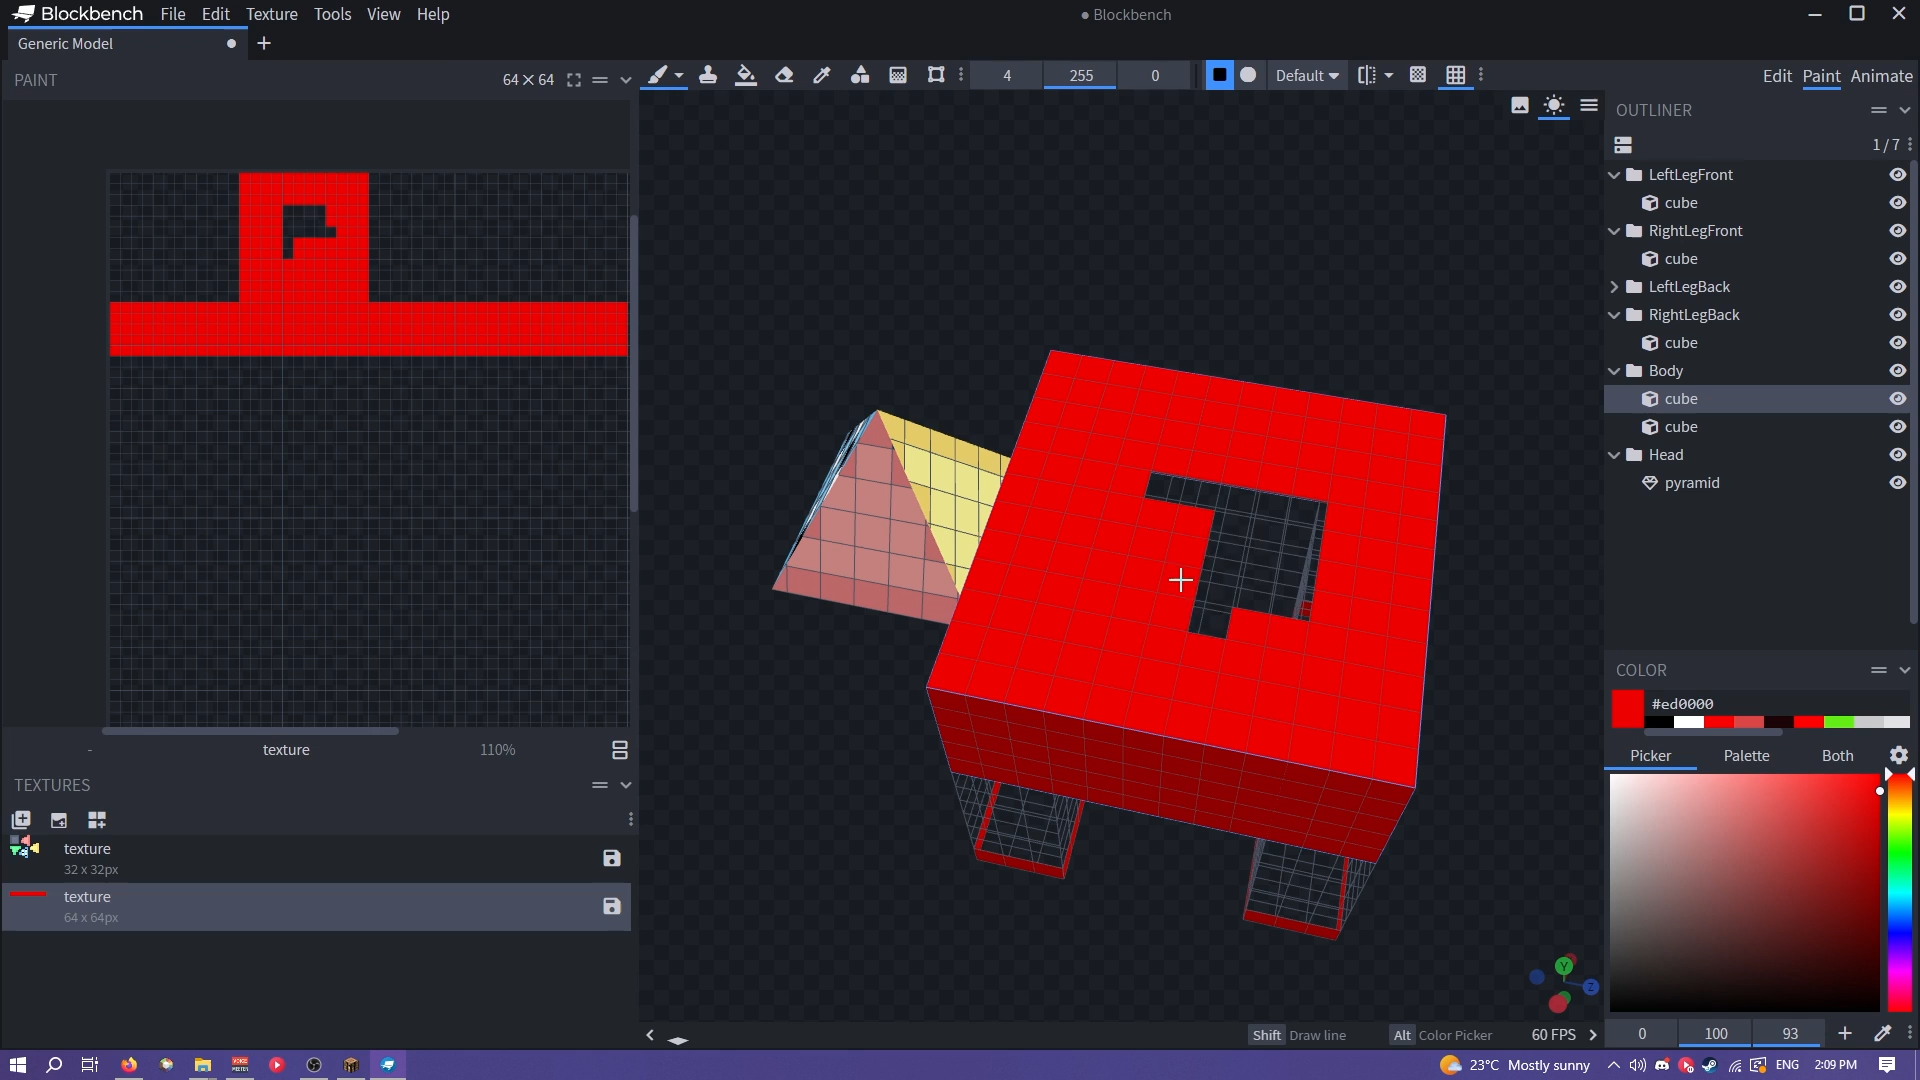 Blockbench File Edit Texture Tools View Help
● Blockbench
Generic Model
PAINT 64 × 64
4 255 0 Default
Edit Paint Animate
OUTLINER
1 / 7
LeftLegFront
cube
RightLegFront
cube
LeftLegBack
RightLegBack
cube
Body
cube
cube
Head
pyramid
- texture 110%
TEXTURES
texture
32 x 32px
texture
64 x 64px
COLOR
#ed0000
Picker Palette Both
0 100 93
Y
Z
Shift Draw line Alt Color Picker 60 FPS
23°C Mostly sunny ENG 2:09 PM